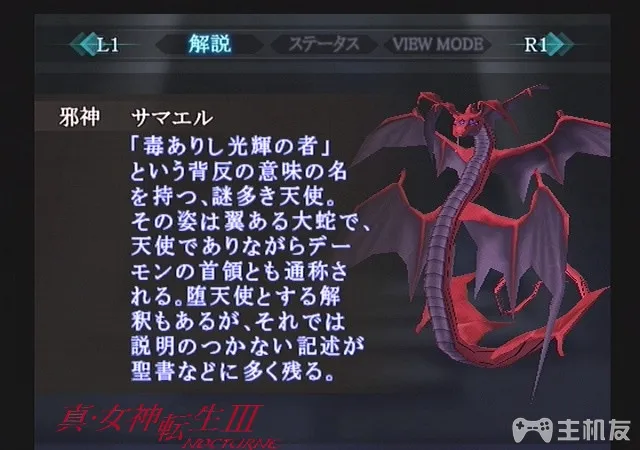 L1 解説 ステータス VIEW MODE R1
邪神 サマエル
「毒ありし光輝の者」
という背反の意味の名
を持つ、謎多き天使。
その姿は翼ある大蛇で、
天使でありながらデー
モンの首領とも通称さ
れる。堕天使とする解
釈もあるが、それでは
説明のつかない記述が
聖書などに多く残る。
真・女神転生III
NOCTURNE
主机友